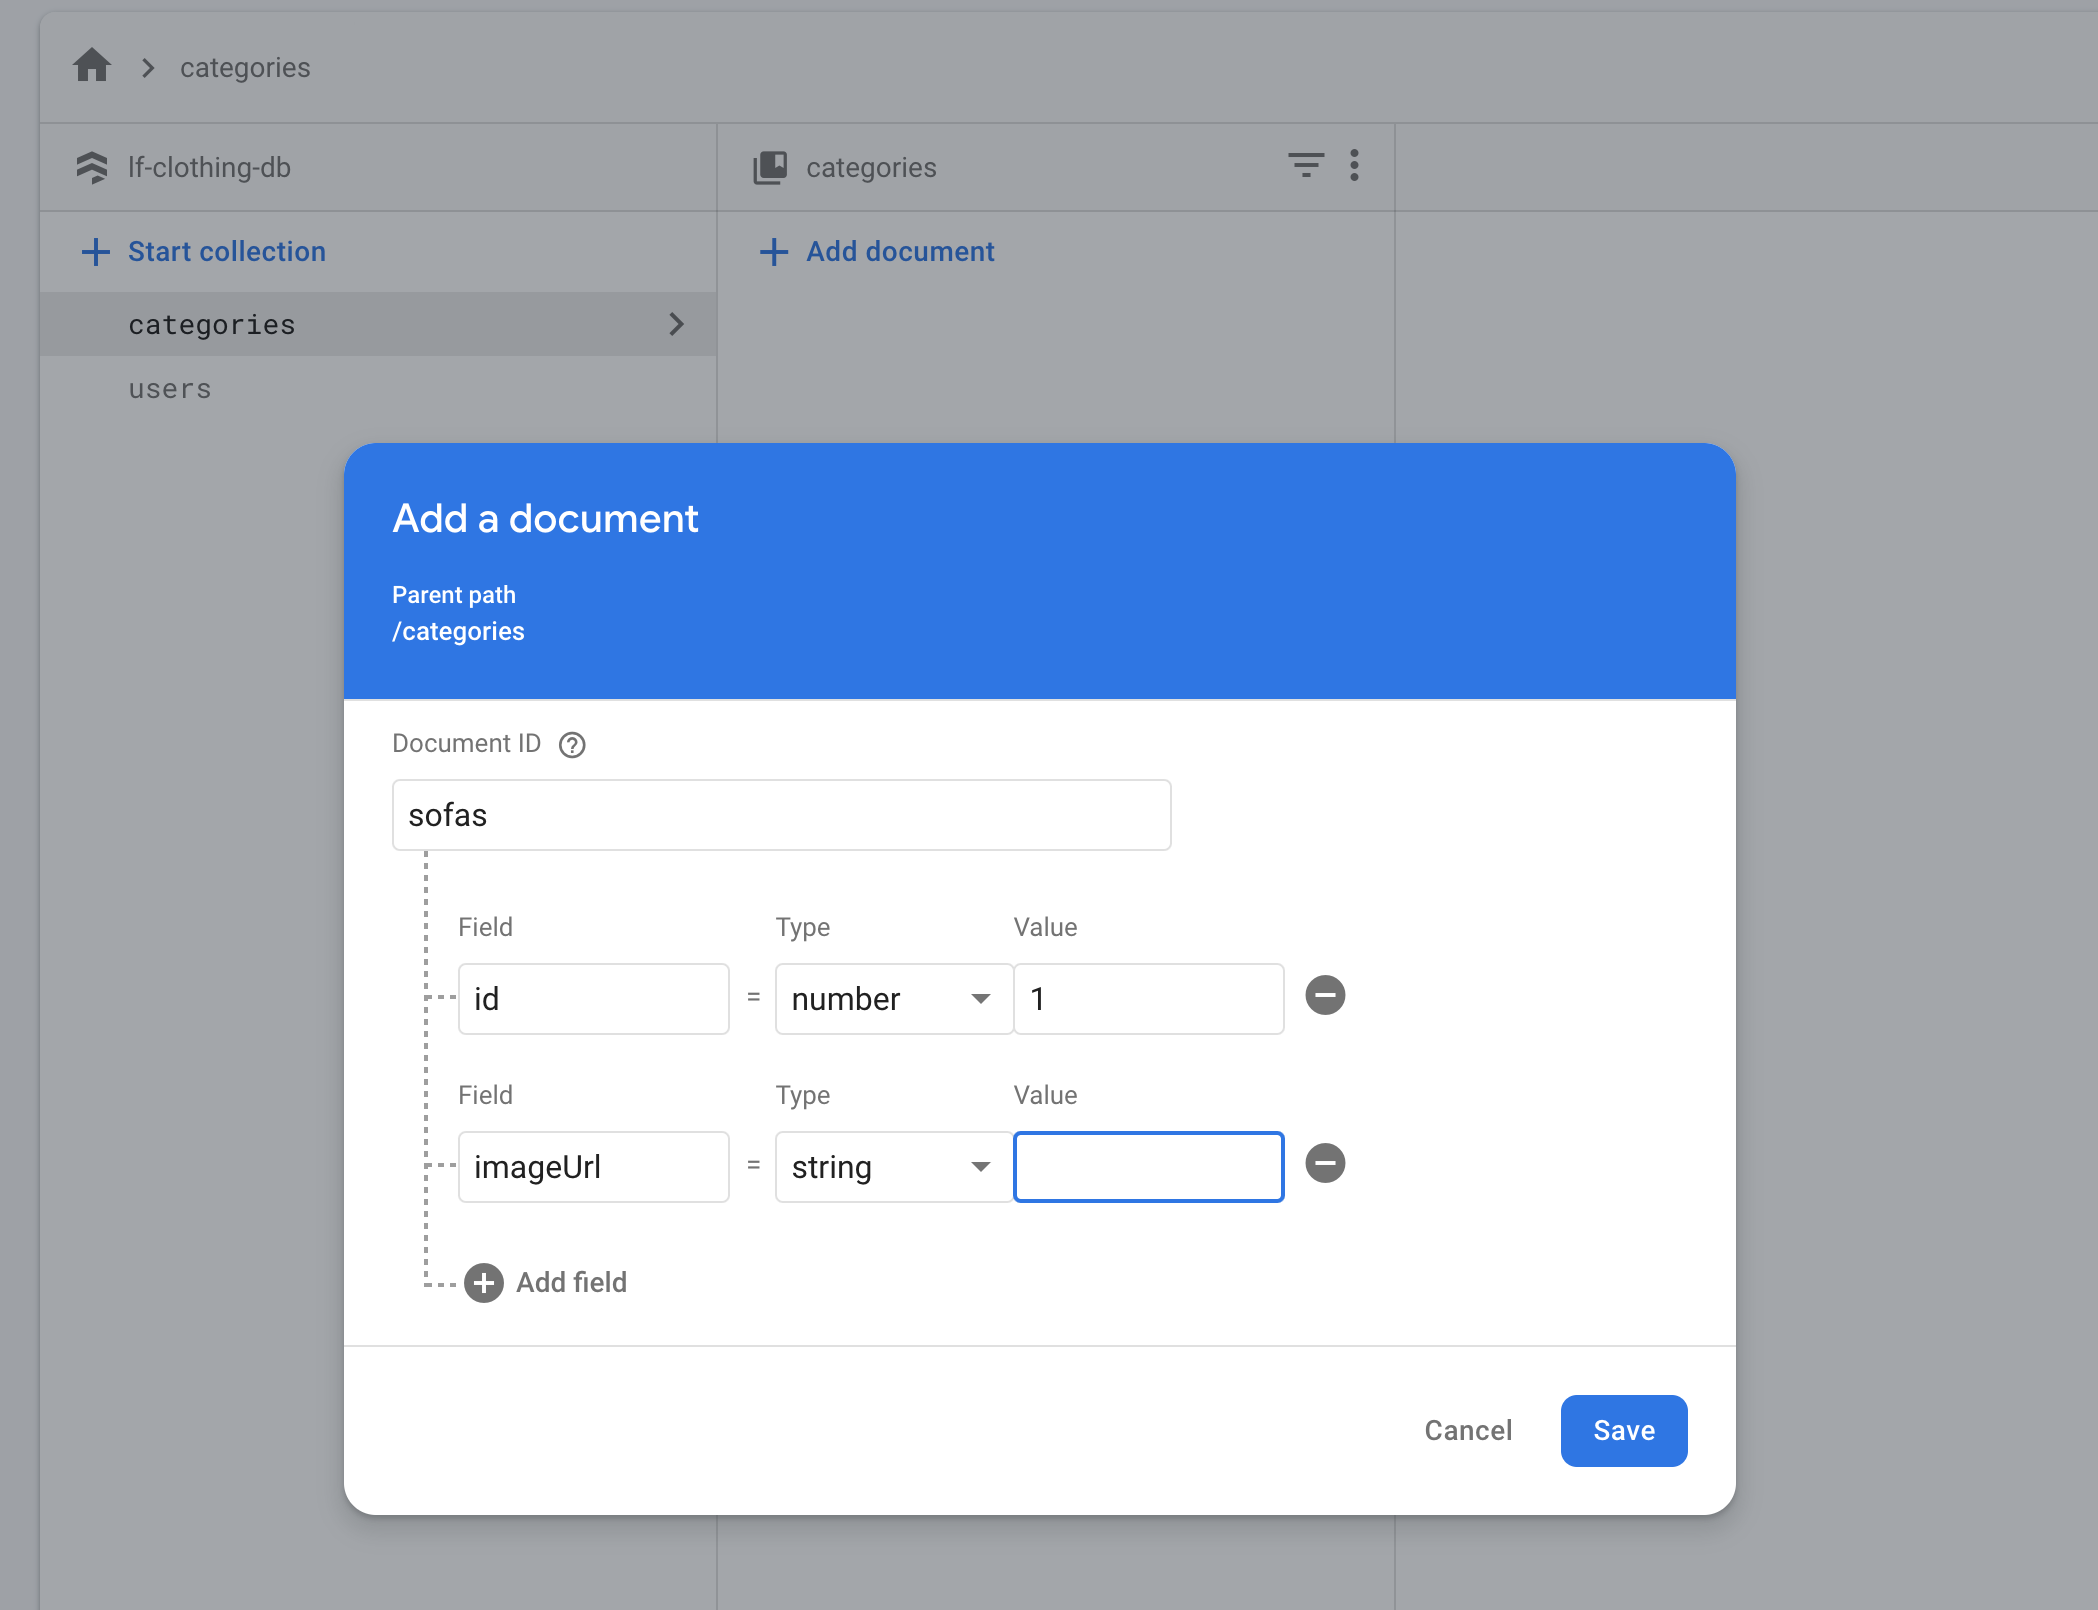 categories
lf-clothing-db
categories
Start collection
Add document
categories
users
Add a document
Parent path
/categories
Document ID
sofas
Field Type Value
id = number 1
Field Type Value
imageUrl = string
Add field
Cancel Save